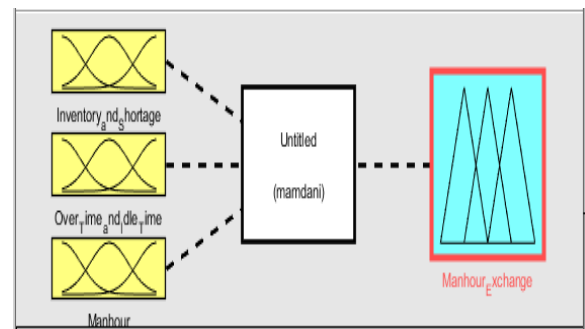 Inventory_and_Shortage
Untitled
(mamdani)
Over_Time_and_Idle_Time
Manhour_Exchange
Manhour